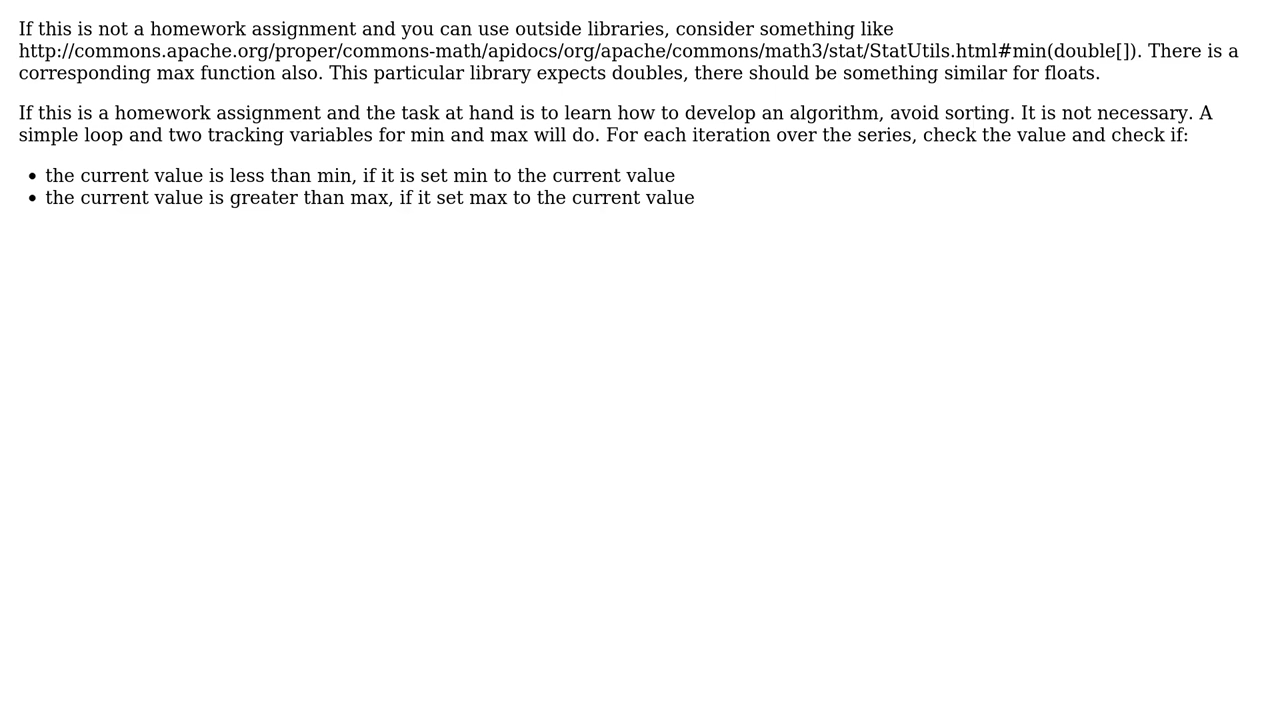 If this is not a homework assignment and you can use outside libraries, consider something like
http://commons.apache.org/proper/commons-math/apidocs/org/apache/commons/math3/stat/StatUtils.html#min(double[]). There is a
corresponding max function also. This particular library expects doubles, there should be something similar for floats.
If this is a homework assignment and the task at hand is to learn how to develop an algorithm, avoid sorting. It is not necessary. A
simple loop and two tracking variables for min and max will do. For each iteration over the series, check the value and check if:
• the current value is less than min, if it is set min to the current value
• the current value is greater than max, if it set max to the current value